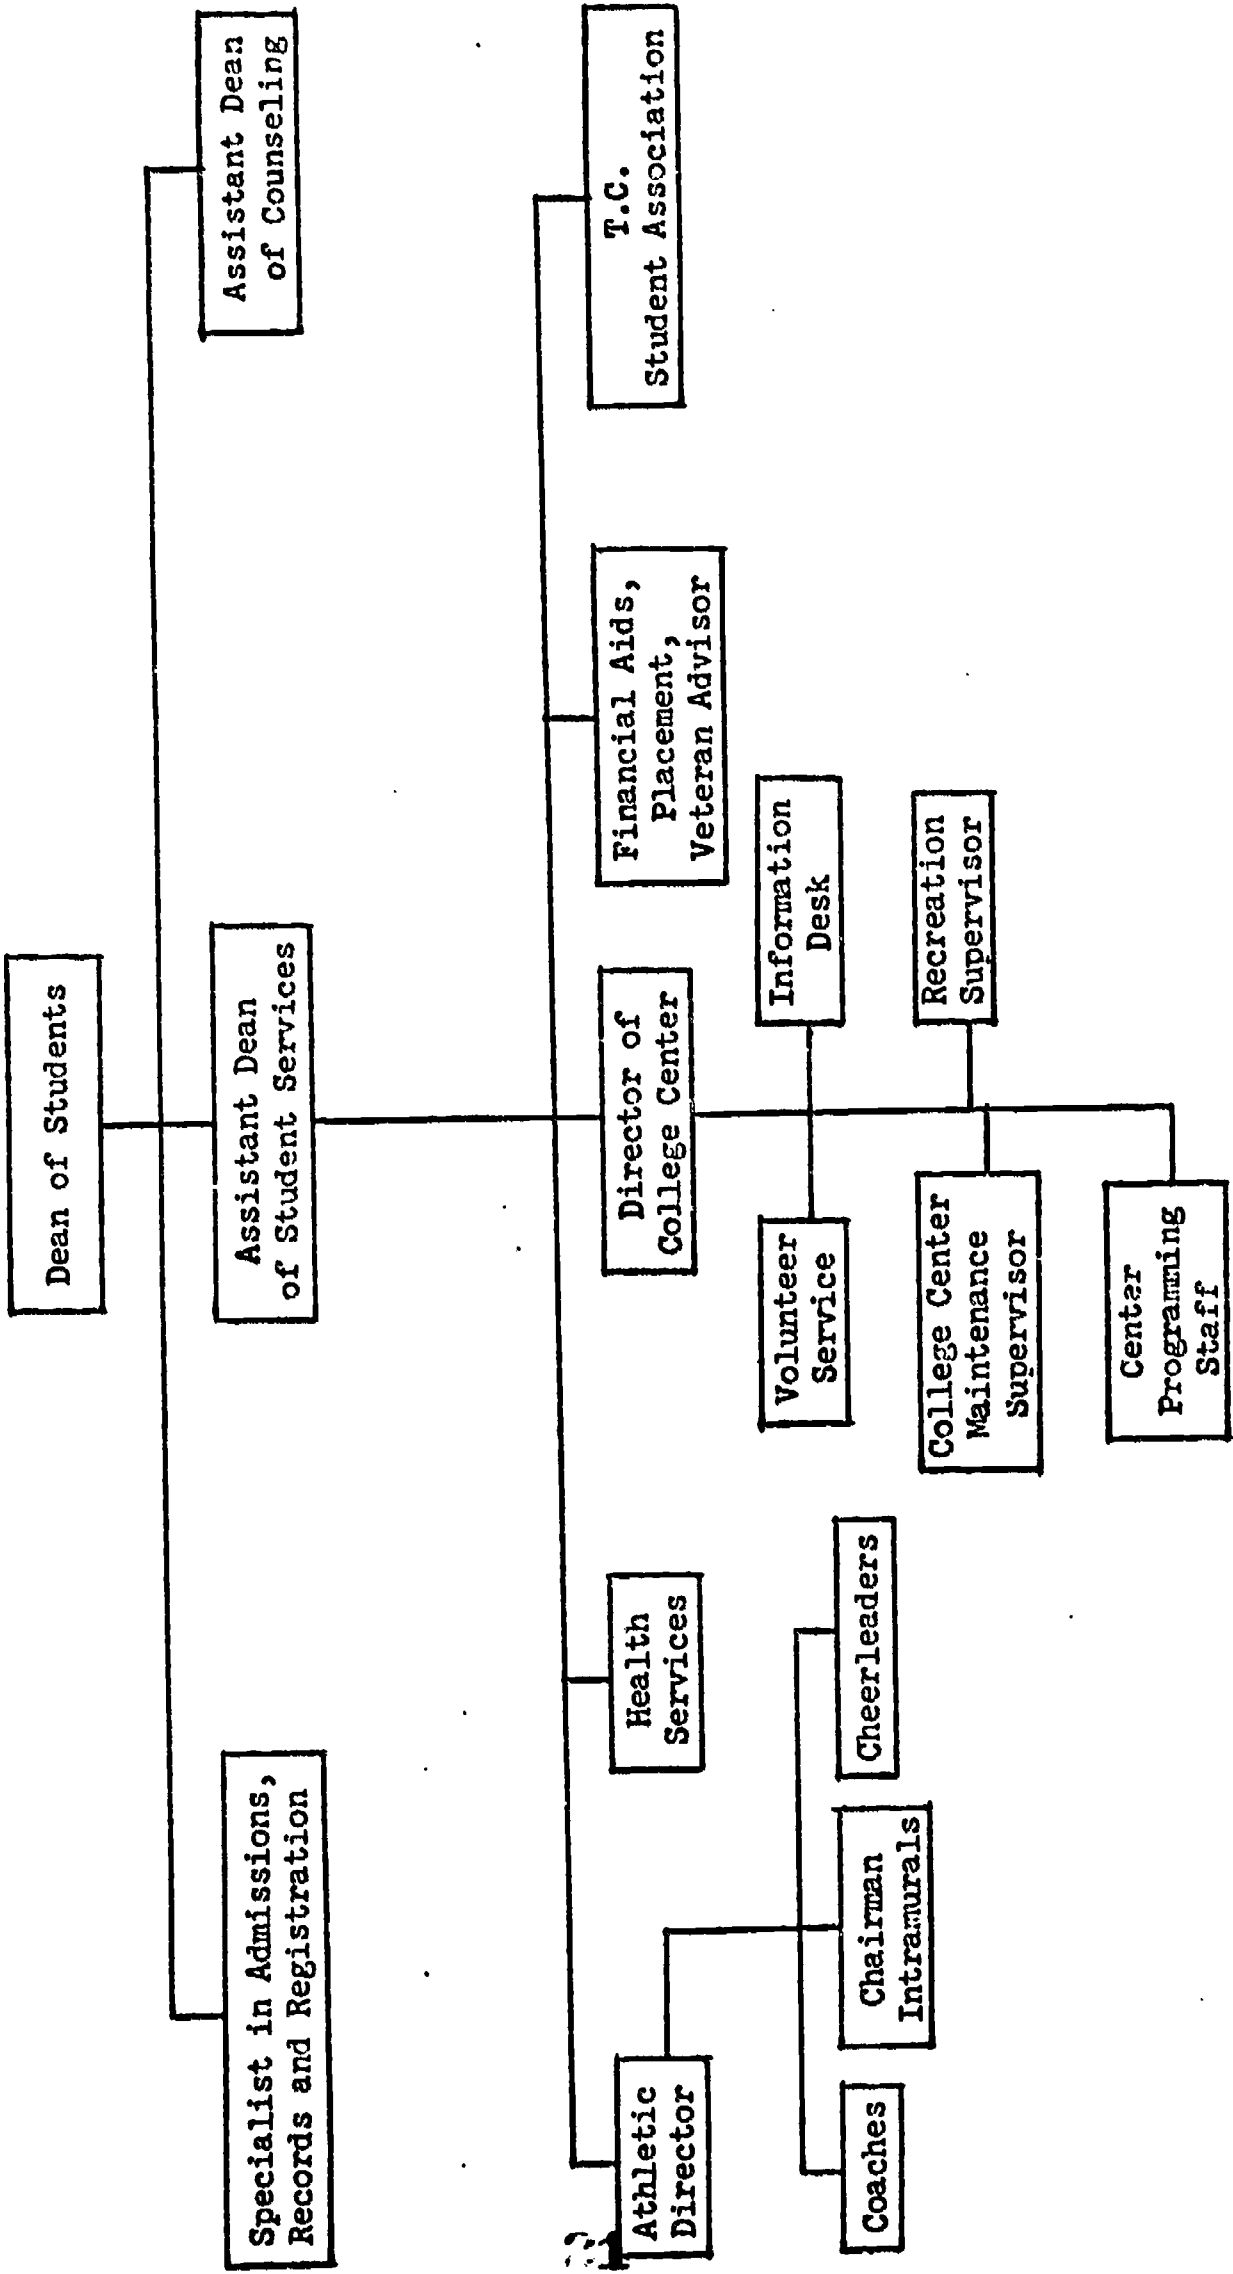 Dean of Students
Specialist in Admissions,
Records and Registration
Assistant Dean
of Student Services
Assistant Dean
of Counseling
Athletic
Director
Health
Services
Director of
College Center
Financial Aids,
Placement,
Veteran Advisor
T.C.
Student Association
Coaches
Chairman
Intramurals
Cheerleaders
Volunteer
Service
Information
Desk
College Center
Maintenance
Supervisor
Recreation
Supervisor
Center
Programming
Staff